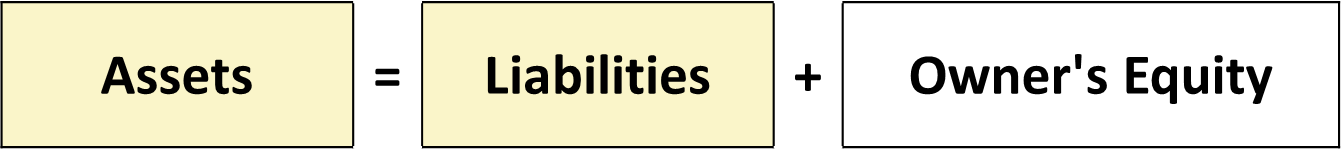 Assets = Liabilities + Owner's Equity